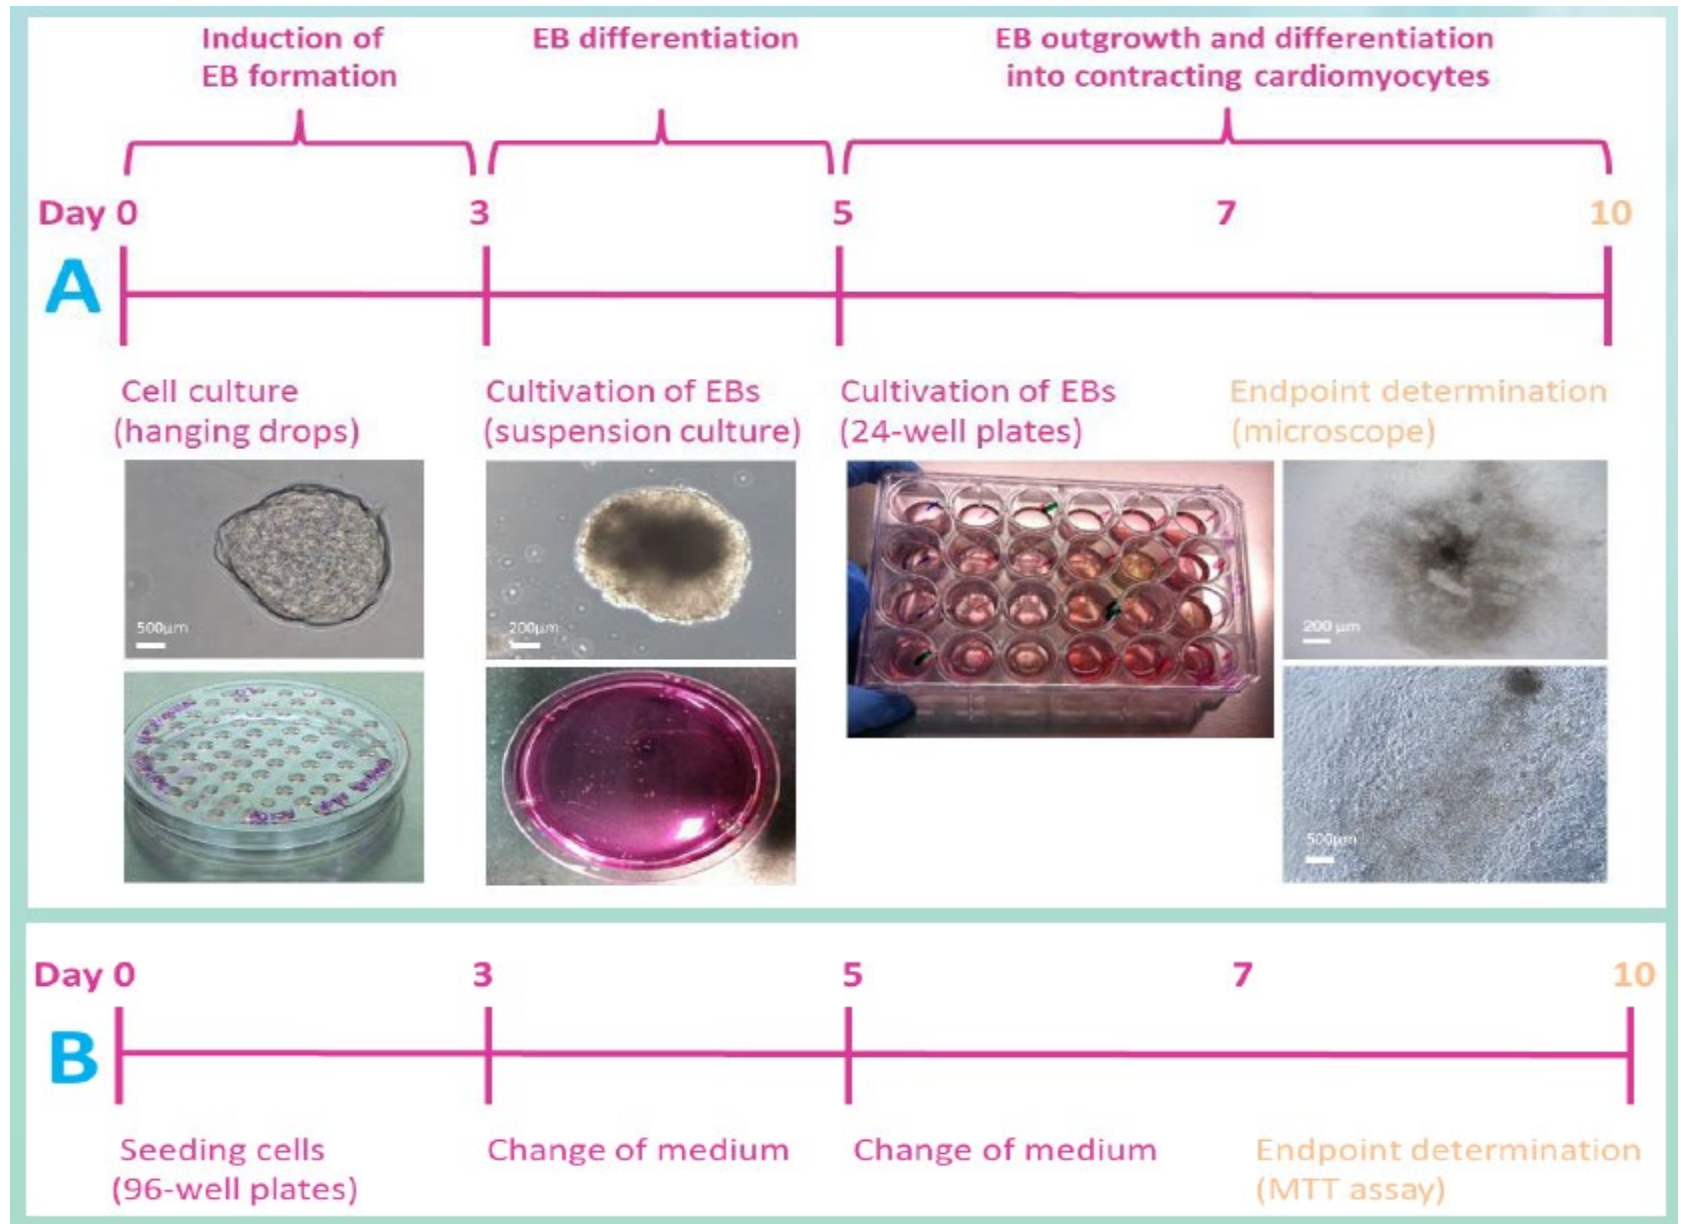 Induction of
EB formation
EB differentiation
EB outgrowth and differentiation
into contracting cardiomyocytes
Day 0 3 5 7 10
A
Cell culture
(hanging drops)
Cultivation of EBs
(suspension culture)
Cultivation of EBs
(24-well plates)
Endpoint determination
(microscope)
500µm
200µm
200 µm
500µm
Day 0 3 5 7 10
B
Seeding cells
(96-well plates)
Change of medium
Change of medium
Endpoint determination
(MTT assay)